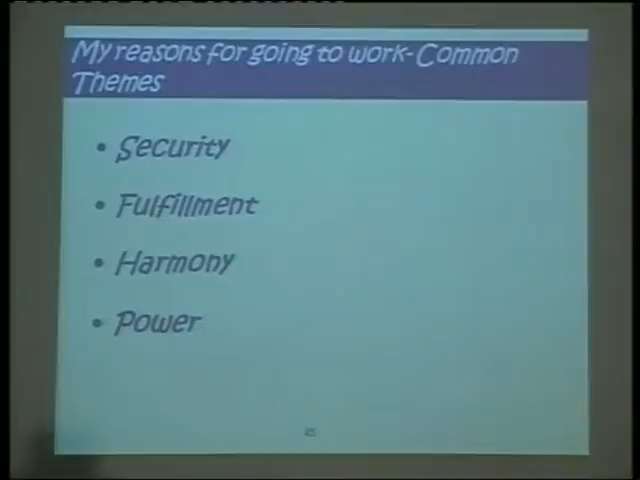 My reasons for going to work-Common
Themes
• Security
• Fulfillment
• Harmony
• Power